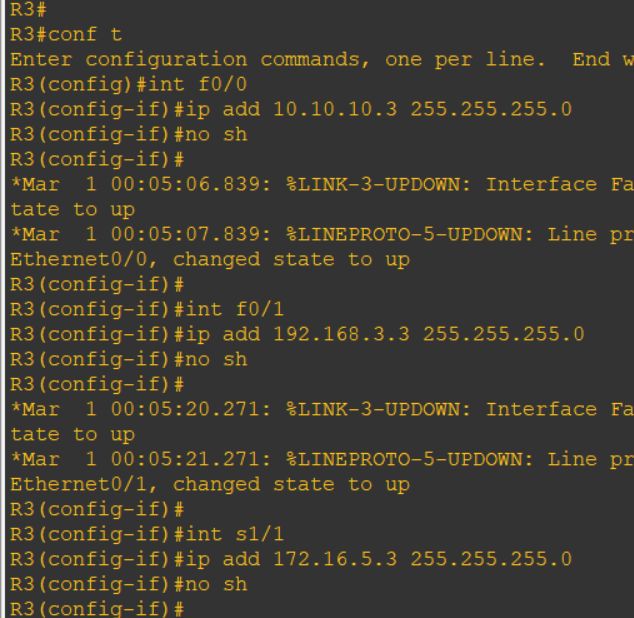 R3#
R3#conf t
Enter configuration commands, one per line.  End w
R3(config)#int f0/0
R3(config-if)#ip add 10.10.10.3 255.255.255.0
R3(config-if)#no sh
R3(config-if)#
*Mar  1 00:05:06.839: %LINK-3-UPDOWN: Interface Fa
tate to up
*Mar  1 00:05:07.839: %LINEPROTO-5-UPDOWN: Line pr
Ethernet0/0, changed state to up
R3(config-if)#
R3(config-if)#int f0/1
R3(config-if)#ip add 192.168.3.3 255.255.255.0
R3(config-if)#no sh
R3(config-if)#
*Mar  1 00:05:20.271: %LINK-3-UPDOWN: Interface Fa
tate to up
*Mar  1 00:05:21.271: %LINEPROTO-5-UPDOWN: Line pr
Ethernet0/1, changed state to up
R3(config-if)#
R3(config-if)#int s1/1
R3(config-if)#ip add 172.16.5.3 255.255.255.0
R3(config-if)#no sh
R3(config-if)#